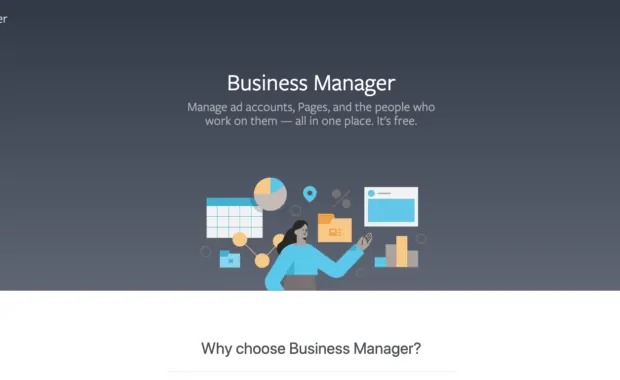 er
Business Manager
Manage ad accounts, Pages, and the people who
work on them — all in one place. It's free.
Why choose Business Manager?